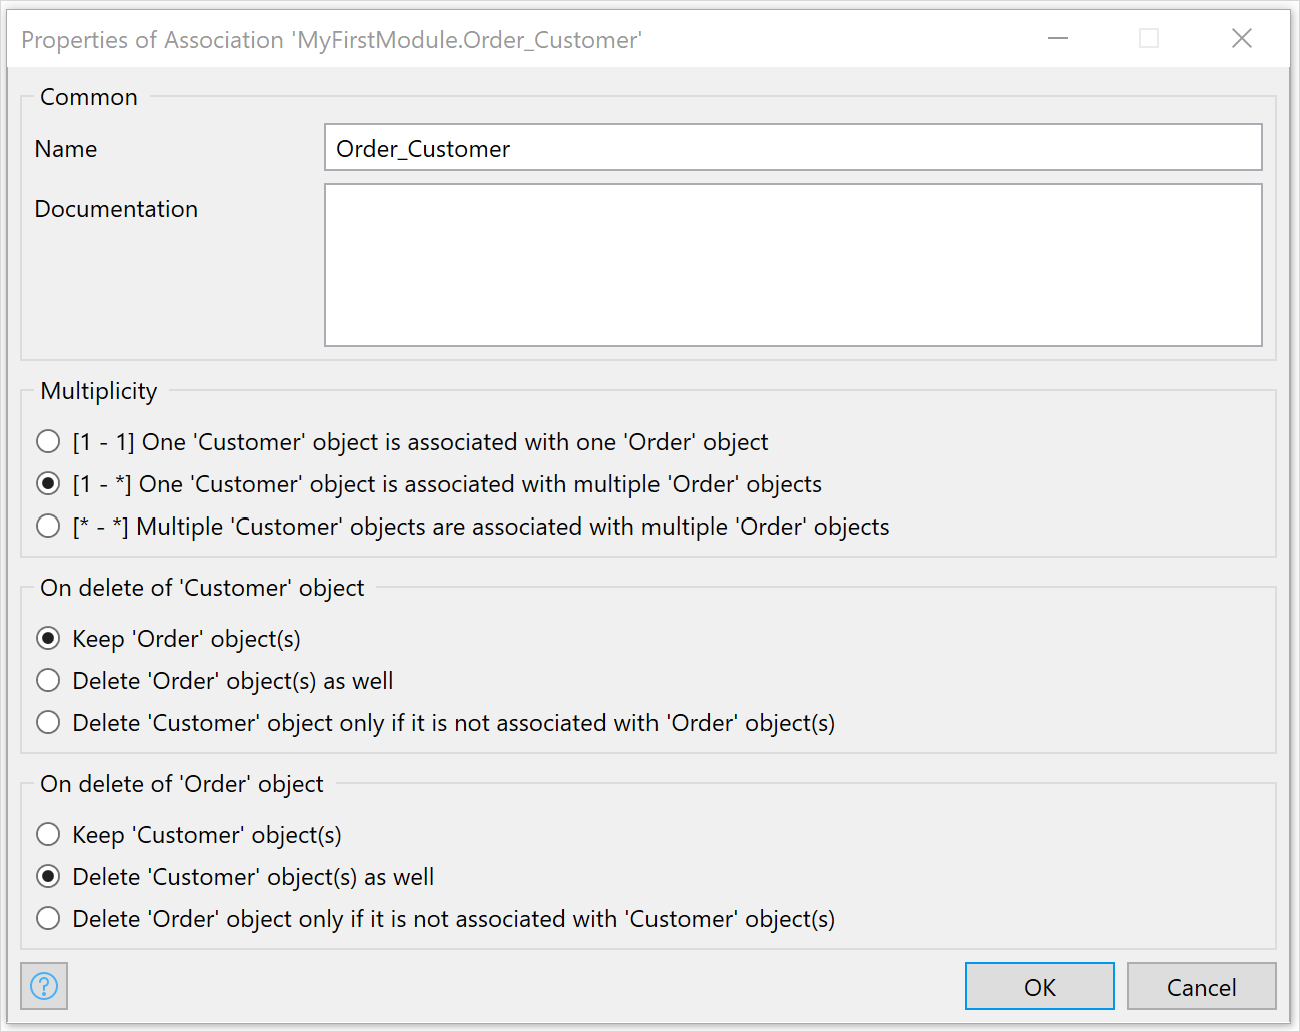 Properties of Association 'MyFirstModule.Order_Customer'
Common
Name
Order_Customer
Documentation
Multiplicity
[1 - 1] One 'Customer' object is associated with one 'Order' object
[1 - *] One 'Customer' object is associated with multiple 'Order' objects
[* - *] Multiple 'Customer' objects are associated with multiple 'Order' objects
On delete of 'Customer' object
Keep 'Order' object(s)
Delete 'Order' object(s) as well
Delete 'Customer' object only if it is not associated with 'Order' object(s)
On delete of 'Order' object
Keep 'Customer' object(s)
Delete 'Customer' object(s) as well
Delete 'Order' object only if it is not associated with 'Customer' object(s)
?
OK
Cancel